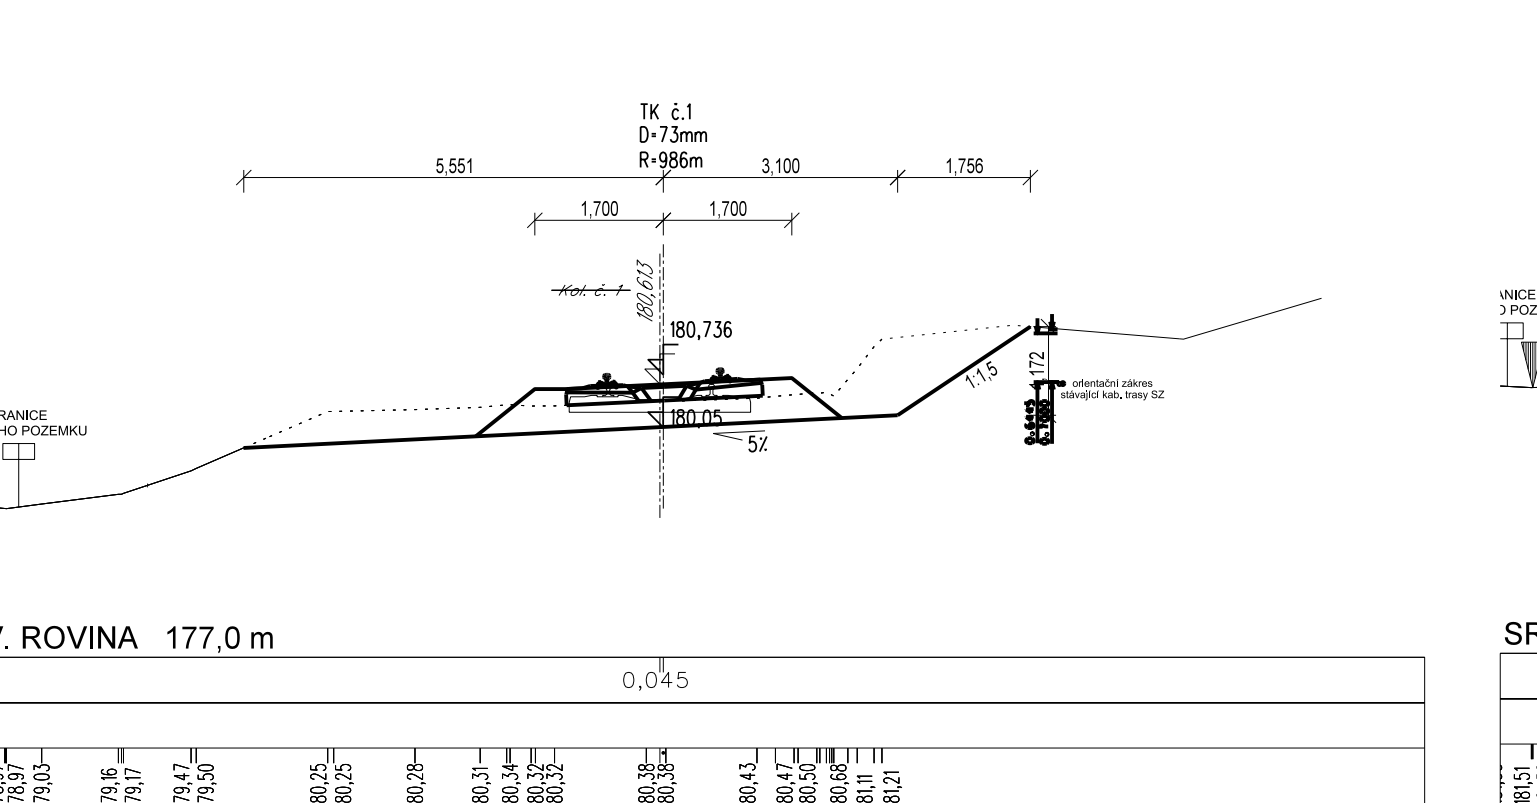 TK č.1
D=73mm
R=986m
5,551
3,100
1,756
1,700
1,700
Kol. č. 1
180,613
180,736
180,05
5%
1:1,5
172
orientační zákres
stávající kab. trasy SZ
RANICE
HO POZEMKU
ANICE
O POZ
V. ROVINA 177,0 m
SR
0,045
78,97
79,03
79,16
79,17
79,47
79,50
80,25
80,25
80,28
80,31
80,34
80,32
80,32
80,38
80,38
80,43
80,47
80,50
80,68
81,11
81,21
181,51